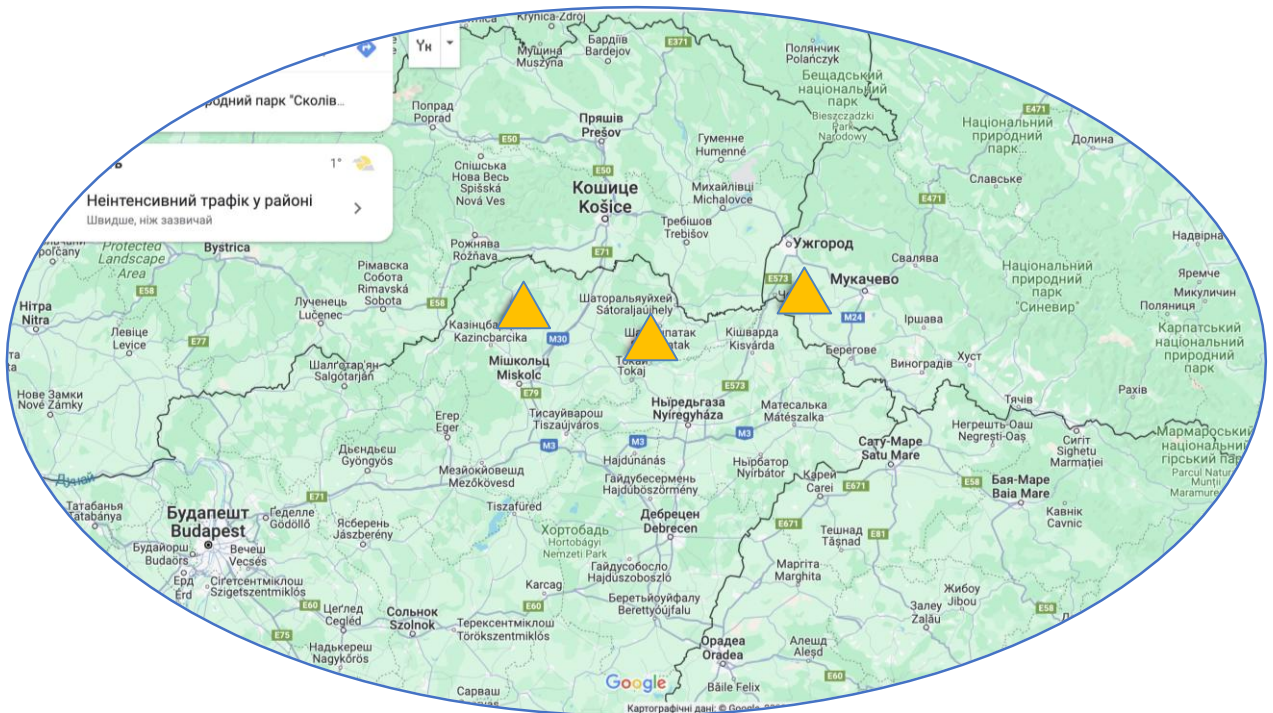 Krynica-Zdrój
Бардіїв
Bardejov
E371
Мушина
Muszyna
Полянчик
Polańczyk
Бещадський
національний
парк
Bieszczadzki
Park
Narodowy
E471
Національний
природний
парк...
Долина
родний парк "Сколів...
Попрад
Poprad
E50
Пряшів
Prešov
Гуменне
Humenné
Славське
1°
Спішська
Нова Весь
Spišská
Nová Ves
E50
Кошице
Košice
Михайлівці
Michalovce
E471
Неінтенсивний трафік у районі
Швидше, ніж зазвичай
Требішов
Trebišov
Надвірна
Protected
Landscape
Area
Bystrica
Рожнява
Rožňava
E71
Ужгород
Свалява
Яремче
Микуличин
Поляниця
E58
Рімавска
Собота
Rimavská
Sobota
E58
E573
Мукачево
Національний
природний
парк
"Синевир"
Нітра
Nitra
Лученець
Lučenec
Шаторальяуйхей
Sátoraljaújhely
Карпатський
національний
природний
парк
Левіце
Levice
E77
Kazincbarcika
M30
Кішварда
Kisvárda
M24
Іршава
Шалґотар'ян
Salgótarján
Мішкольц
Miskolc
Tokaj
Берегове
Виноградів
Хуст
Нове Замки
Nové Zámky
E79
E573
Рахів
Тячів
Егер
Eger
Тисауйварош
Tiszaújváros
Ньїредьгаза
Nyíregyháza
Матесалька
Mátészalka
Негрешть-Оаш
Negrești-Oaș
Сигіт
Sighetu
Marmației
Мармароський
національний
гірський парк
Parcul Natural
Munții
Maramure
Дьєндьєш
Gyöngyös
M3
M3
M3
Сату-Маре
Satu Mare
Мезйокйовешд
Mezőkövesd
Hajdúnánás
Ньїрбатор
Nyírbátor
Карей
Carei
E671
E58
Бая-Маре
Baia Mare
Дунай
Гайдубесермень
Hajdúböszörmény
Татабанья
Tatabánya
E71
Tiszafüred
Кавнік
Cavnic
Будапешт
Budapest
Геделле
Gödöllő
Ясберень
Jászberény
Хортобадь
Hortobágyi
Nemzeti Park
Дебрецен
Debrecen
E671
Тешнад
Tășnad
E81
Будайорш
Budaörs
Вечеш
Vecsés
Гайдусобосло
Hajdúszoboszló
Маргіта
Marghita
Ерд
Érd
Сігетсентміклош
Szigetszentmiklós
Karcag
Жибоу
Jibou
E60
Цеґлед
Cegléd
Сольнок
Szolnok
E60
Беретьйоуйфалу
Berettyóújfalu
Залеу
Zalău
E58
E75
Терексентміклош
Törökszentmiklós
Надькереш
Nagykőrös
Орадеа
Oradea
Алешд
Aleșd
E60
Сарваш
Google
Băile Felix
Картографічні дані: © Google